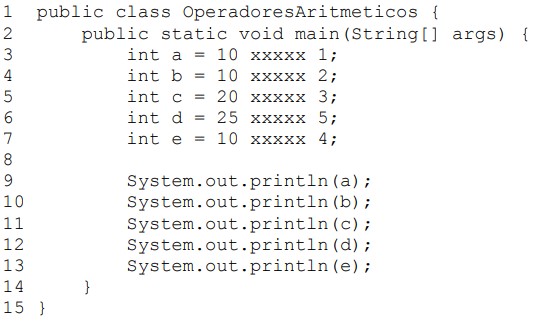 1 public class OperadoresAritmeticos {
2     public static void main(String[] args) {
3         int a = 10 xxxxx 1;
4         int b = 10 xxxxx 2;
5         int c = 20 xxxxx 3;
6         int d = 25 xxxxx 5;
7         int e = 10 xxxxx 4;
8
9         System.out.println(a);
10         System.out.println(b);
11         System.out.println(c);
12         System.out.println(d);
13         System.out.println(e);
14     }
15 }